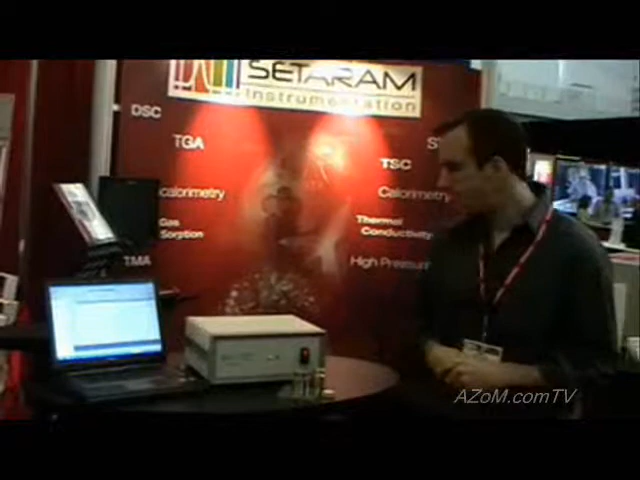 SETARAM
Instrumentation
DSC
TGA
TSC
Calorimetry
Calorimetry
Gas
Sorption
Thermal
Conductivity
TMA
High Pressure
AZoM.comTV